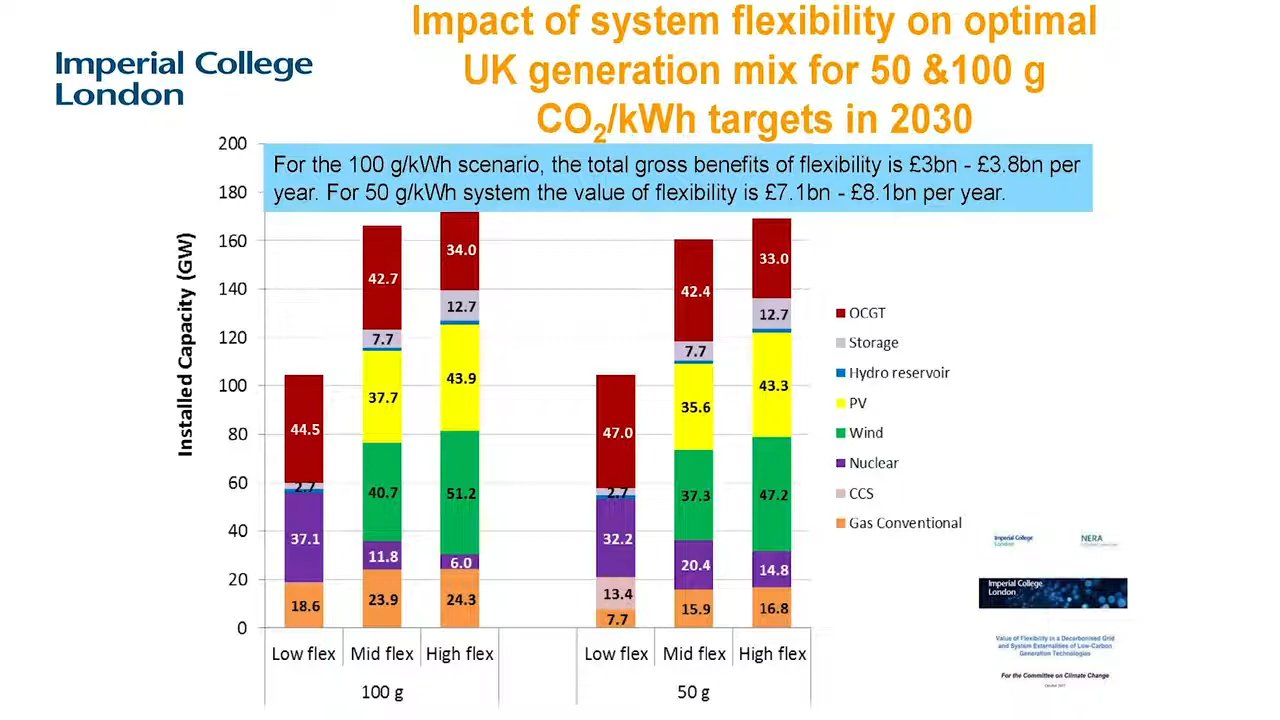 Impact of system flexibility on optimal
UK generation mix for 50 &100 g
CO₂/kWh targets in 2030
Imperial College
London
For the 100 g/kWh scenario, the total gross benefits of flexibility is £3bn - £3.8bn per
year. For 50 g/kWh system the value of flexibility is £7.1bn - £8.1bn per year.
Installed Capacity (GW)
200
180
160
140
120
100
80
60
40
20
0
44.5
2.7
37.1
18.6
42.7
7.7
37.7
40.7
11.8
23.9
34.0
12.7
43.9
51.2
6.0
24.3
47.0
2.7
32.2
13.4
7.7
42.4
7.7
35.6
37.3
20.4
15.9
33.0
12.7
43.3
47.2
14.8
16.8
Low flex Mid flex High flex
Low flex Mid flex High flex
100 g
50 g
OCGT
Storage
Hydro reservoir
PV
Wind
Nuclear
CCS
Gas Conventional
Imperial College
London
NERA
Imperial College
London
Value of Flexibility in a Decarbonised Grid
and System Externalities of Low-Carbon
Generation Technologies
For the Committee on Climate Change
October 2017